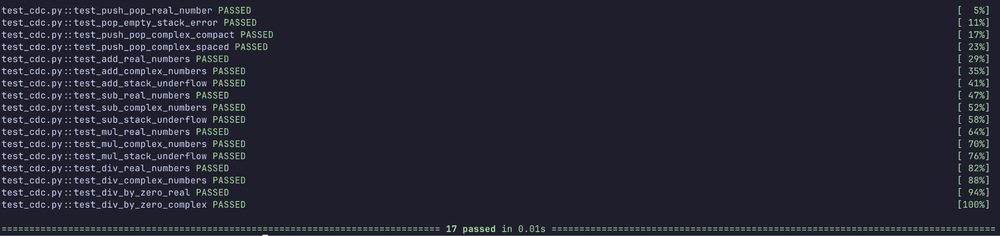 test_cdc.py::test_push_pop_real_number PASSED [  5%]
test_cdc.py::test_pop_empty_stack_error PASSED [ 11%]
test_cdc.py::test_push_pop_complex_compact PASSED [ 17%]
test_cdc.py::test_push_pop_complex_spaced PASSED [ 23%]
test_cdc.py::test_add_real_numbers PASSED [ 29%]
test_cdc.py::test_add_complex_numbers PASSED [ 35%]
test_cdc.py::test_add_stack_underflow PASSED [ 41%]
test_cdc.py::test_sub_real_numbers PASSED [ 47%]
test_cdc.py::test_sub_complex_numbers PASSED [ 52%]
test_cdc.py::test_sub_stack_underflow PASSED [ 58%]
test_cdc.py::test_mul_real_numbers PASSED [ 64%]
test_cdc.py::test_mul_complex_numbers PASSED [ 70%]
test_cdc.py::test_mul_stack_underflow PASSED [ 76%]
test_cdc.py::test_div_real_numbers PASSED [ 82%]
test_cdc.py::test_div_complex_numbers PASSED [ 88%]
test_cdc.py::test_div_by_zero_real PASSED [ 94%]
test_cdc.py::test_div_by_zero_complex PASSED [100%]
=============================================================================== 17 passed in 0.01s ================================================================================